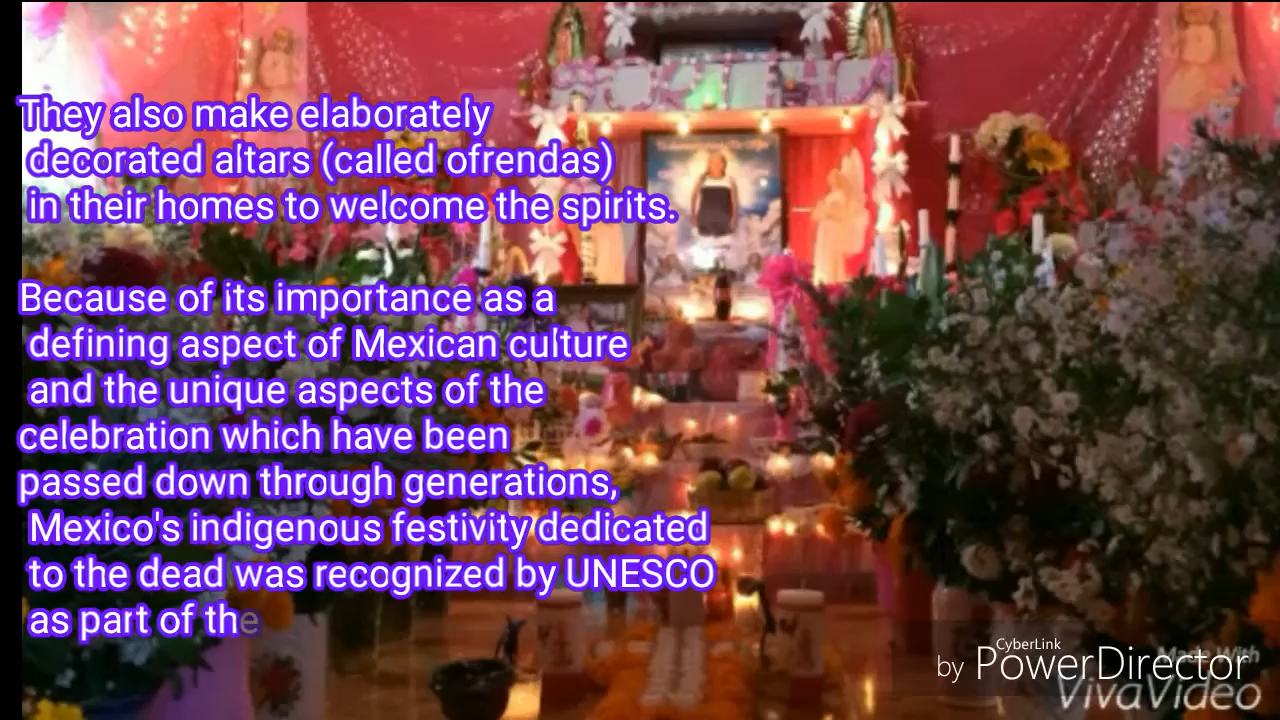 They also make elaborately
decorated altars (called ofrendas)
in their homes to welcome the spirits.
Because of its importance as a
defining aspect of Mexican culture
and the unique aspects of the
celebration which have been
passed down through generations,
Mexico's indigenous festivity dedicated
to the dead was recognized by UNESCO
as part of the
CyberLink
by PowerDirector
Made With
VivaVideo